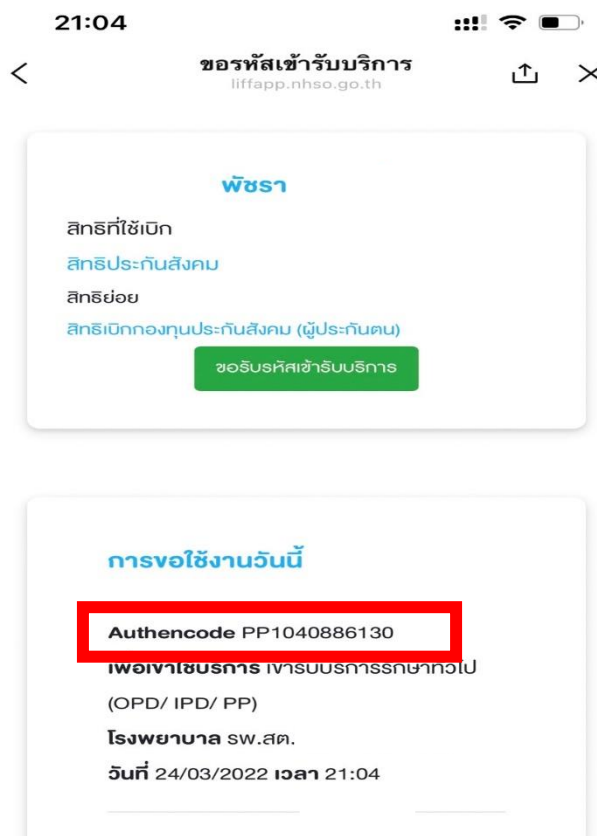 21:04
ขอรหัสเข้ารับบริการ
liffapp.nhso.go.th
พัชรา
สิทธิที่ใช้เบิก
สิทธิประกันสังคม
สิทธิย่อย
สิทธิเบิกกองทุนประกันสังคม (ผู้ประกันตน)
ขอรับรหัสเข้ารับบริการ
การขอใช้งานวันนี้
Authencode PP1040886130
เพื่อเข้าใช้บริการ เข้ารับบริการรักษาทั่วไป
(OPD/ IPD/ PP)
โรงพยาบาล รพ.สต.
วันที่ 24/03/2022 เวลา 21:04